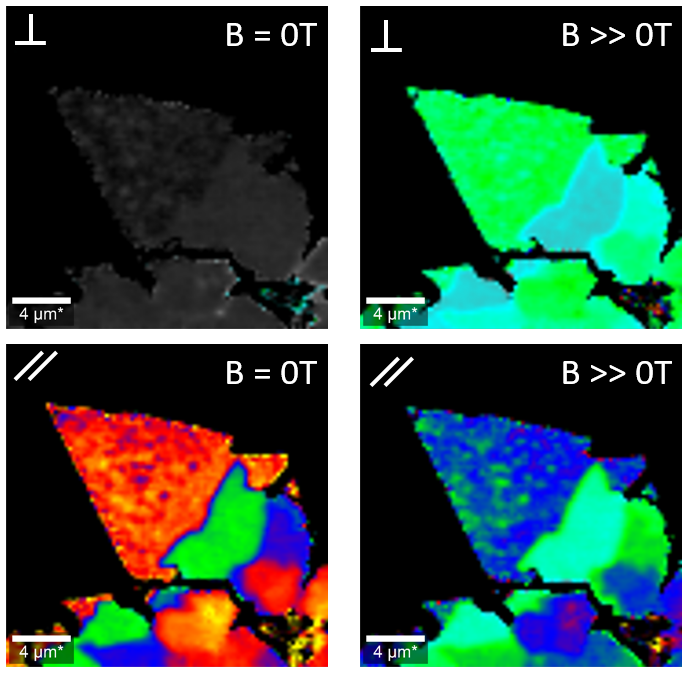 ⊥ B = 0T
⊥ B >> 0T
4 µm*
4 µm*
// B = 0T
// B >> 0T
4 µm*
4 µm*